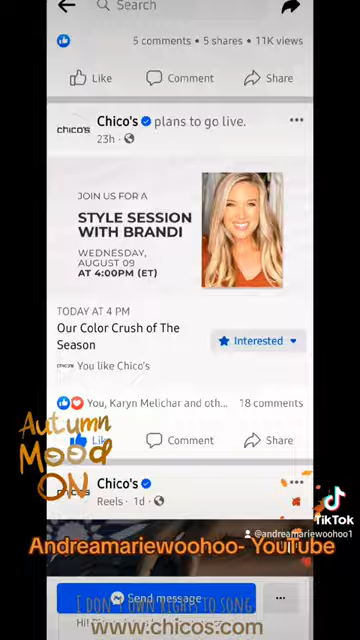 Search
5 comments • 5 shares • 11K views
Like
Comment
Share
chico's
Chico's plans to go live.
23h
JOIN US FOR A
STYLE SESSION
WITH BRANDI
WEDNESDAY,
AUGUST 09
AT 4:00PM (ET)
TODAY AT 4 PM
Our Color Crush of The
Season
Interested
chico's
You like Chico's
You, Karyn Melichar and oth...
18 comments
Like
Comment
Share
Autumn
Mood
ON
Chico's
Reels • 1d
TikTok
@andreamariewoohoo1
Andreamariewoohoo- YouTube
Send message
I DON'T OWN RIGHTS TO SONG
Hi!
www.chicos.com